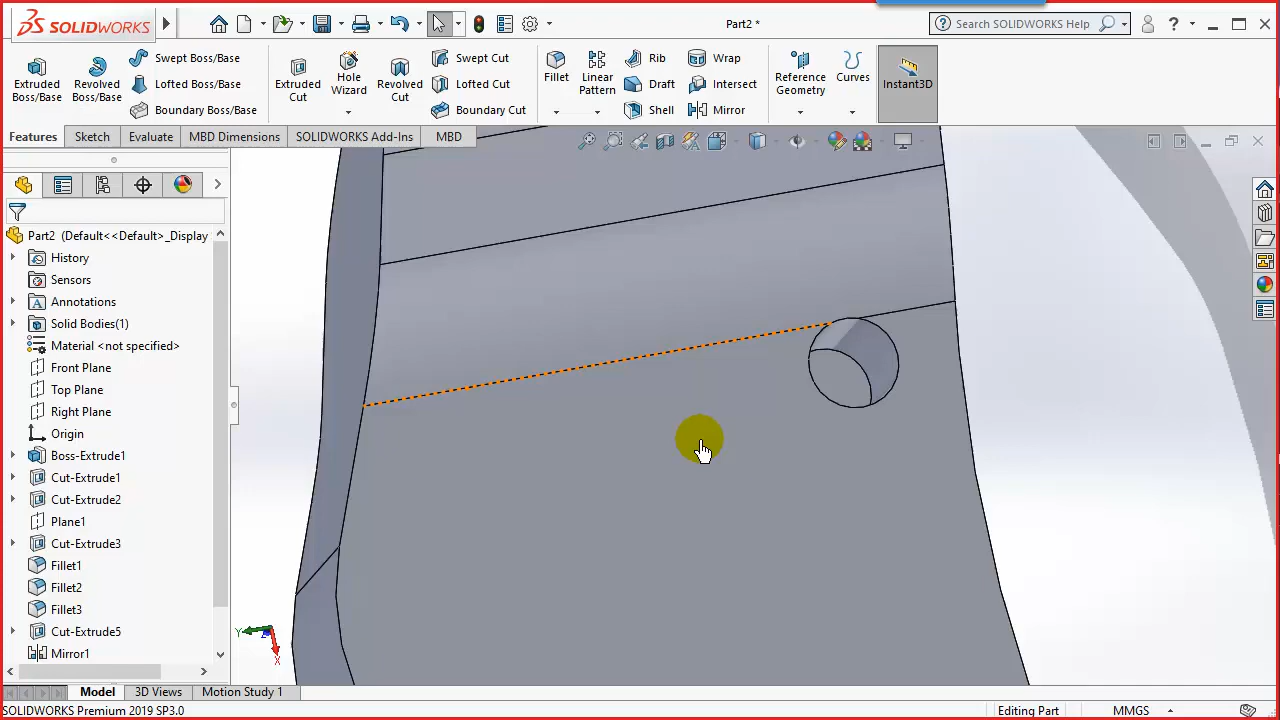 SOLIDWORKS
Part2 *
Search SOLIDWORKS Help
?
Extruded Boss/Base
Revolved Boss/Base
Swept Boss/Base
Lofted Boss/Base
Boundary Boss/Base
Extruded Cut
Hole Wizard
Revolved Cut
Swept Cut
Lofted Cut
Boundary Cut
Fillet
Linear Pattern
Rib
Draft
Shell
Wrap
Intersect
Mirror
Reference Geometry
Curves
Instant3D
Features
Sketch
Evaluate
MBD Dimensions
SOLIDWORKS Add-Ins
MBD
Part2 (Default<<Default>_Display
History
Sensors
Annotations
Solid Bodies(1)
Material <not specified>
Front Plane
Top Plane
Right Plane
Origin
Boss-Extrude1
Cut-Extrude1
Cut-Extrude2
Plane1
Cut-Extrude3
Fillet1
Fillet2
Fillet3
Cut-Extrude5
Mirror1
Y
Z
X
Model
3D Views
Motion Study 1
SOLIDWORKS Premium 2019 SP3.0
Editing Part
MMGS